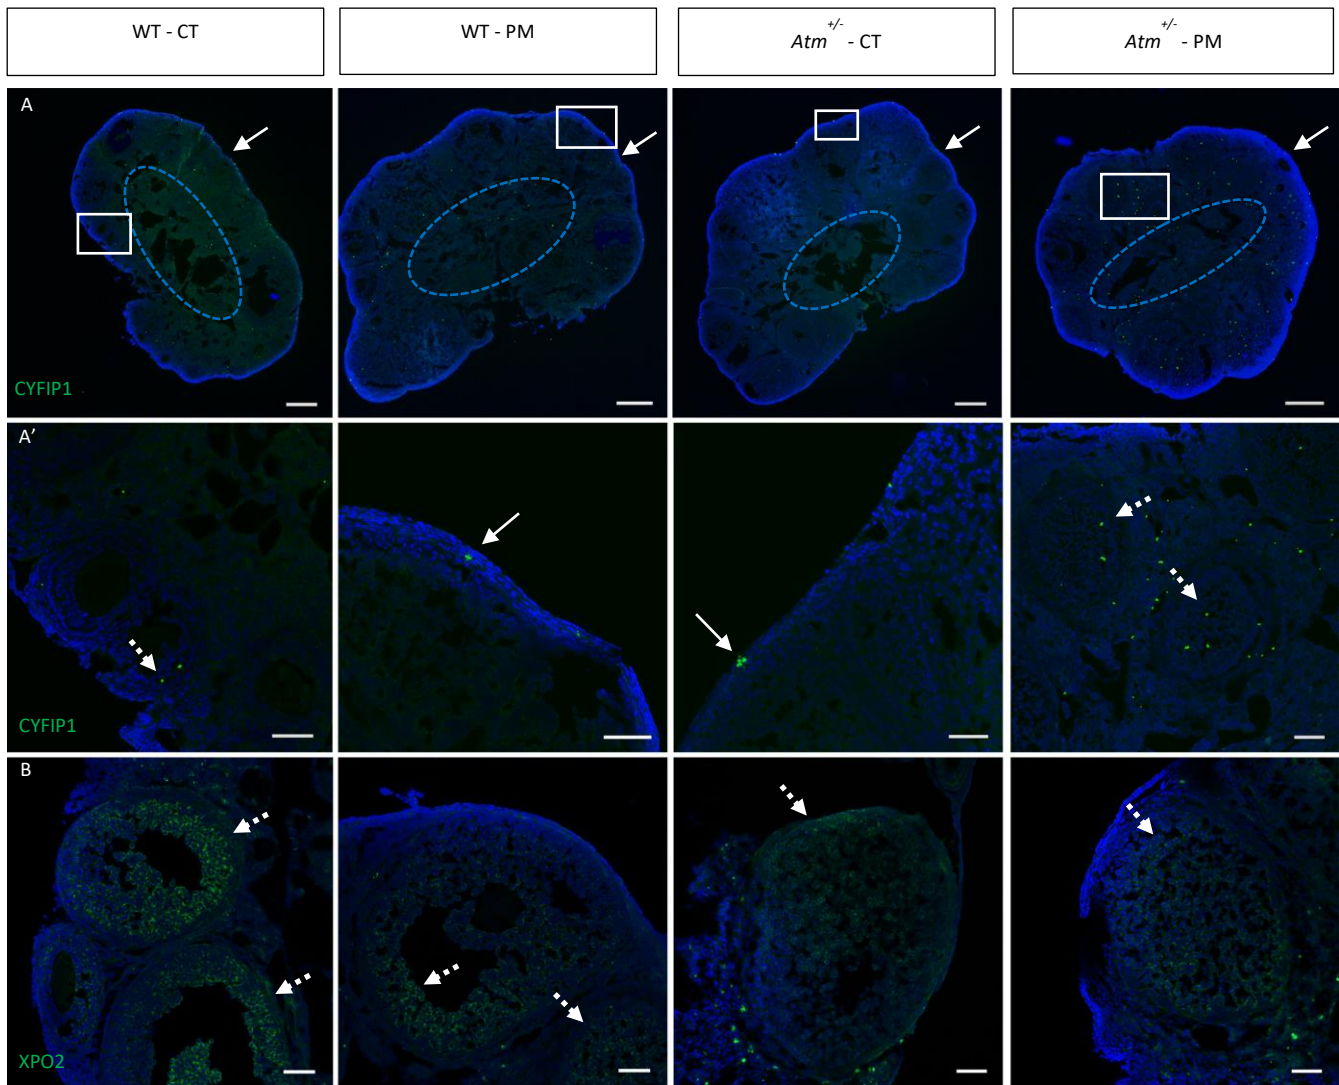 WT - CT
WT - PM
Atm+/- - CT
Atm+/- - PM
A
CYFIP1
A’
CYFIP1
B
XPO2